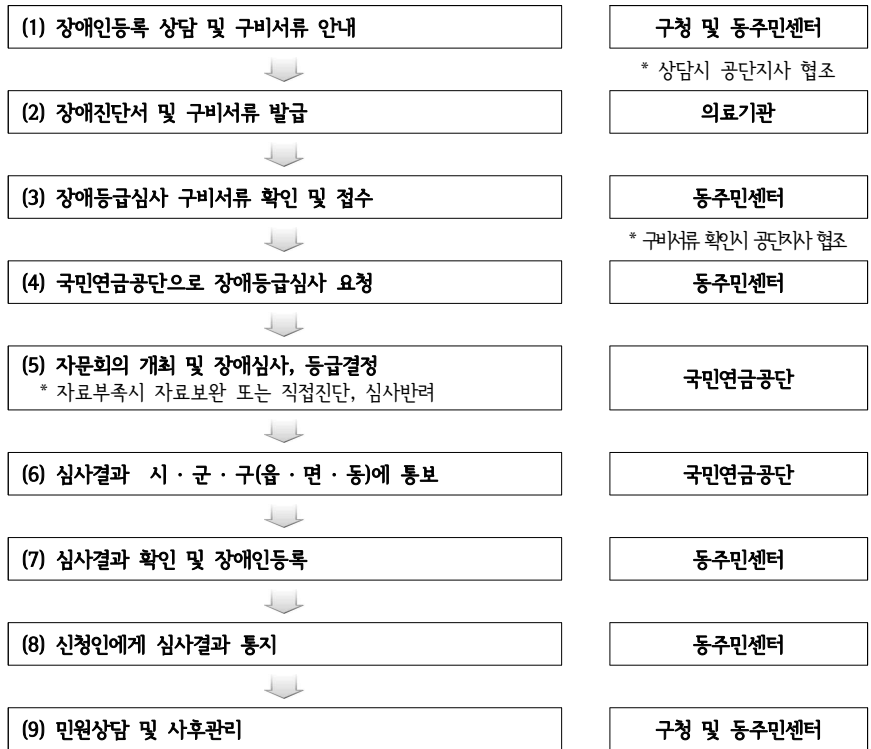 (1) 장애인등록 상담 및 구비서류 안내
구청 및 동주민센터
* 상담시 공단지사 협조
(2) 장애진단서 및 구비서류 발급
의료기관
(3) 장애등급심사 구비서류 확인 및 접수
동주민센터
* 구비서류 확인시 공단지사 협조
(4) 국민연금공단으로 장애등급심사 요청
동주민센터
(5) 자문회의 개최 및 장애심사, 등급결정
* 자료부족시 자료보완 또는 직접진단, 심사반려
국민연금공단
(6) 심사결과 시 · 군 · 구(읍 · 면 · 동)에 통보
국민연금공단
(7) 심사결과 확인 및 장애인등록
동주민센터
(8) 신청인에게 심사결과 통지
동주민센터
(9) 민원상담 및 사후관리
구청 및 동주민센터